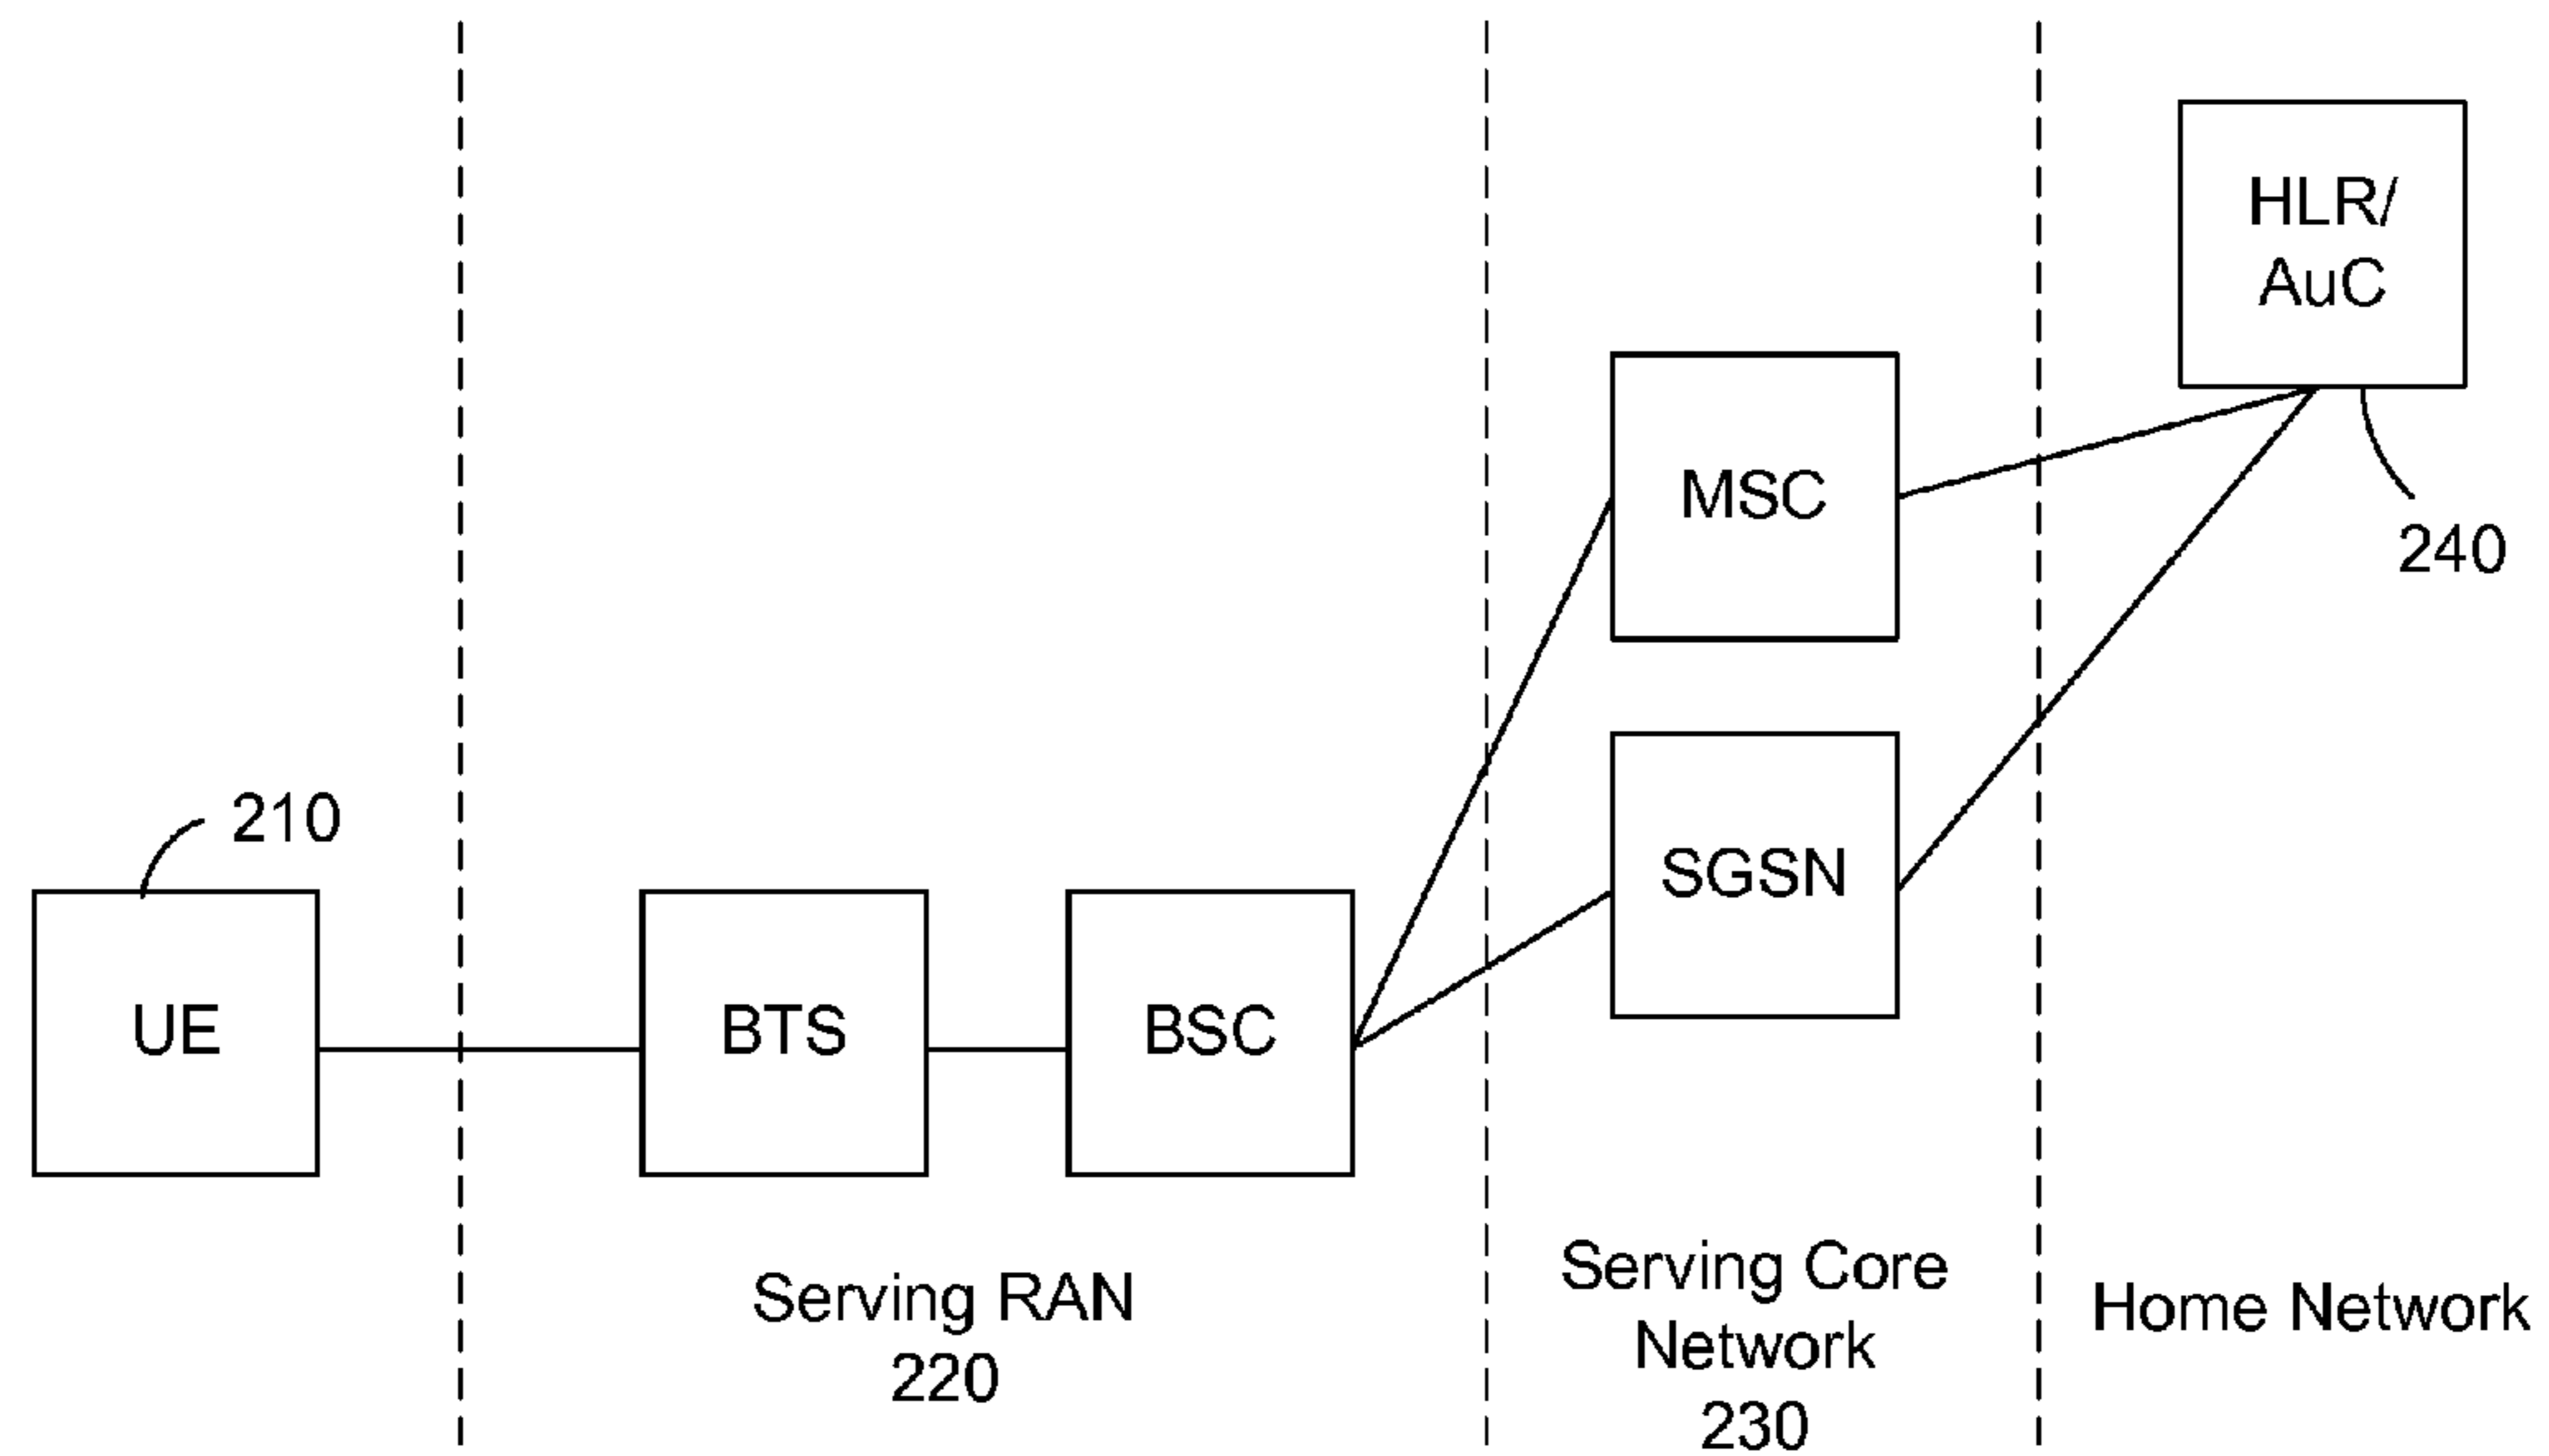 HLR/
AuC
MSC
240
210
SGSN
UE
BTS
BSC
Serving RAN
220
Serving Core
Network
230
Home Network